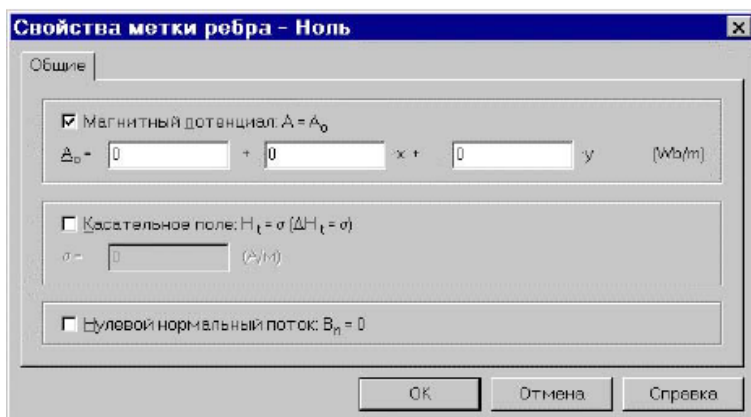 Свойства метки ребра - Ноль
Общие
Магнитный потенциал: A = A₀
A₀ = 0 + 0 ·x + 0 ·y (Wb/m)
Касательное поле: Hₜ = σ (ΔHₜ = σ)
σ = 0 (А/М)
Нулевой нормальный поток: Bₙ = 0
ОК Отмена Справка